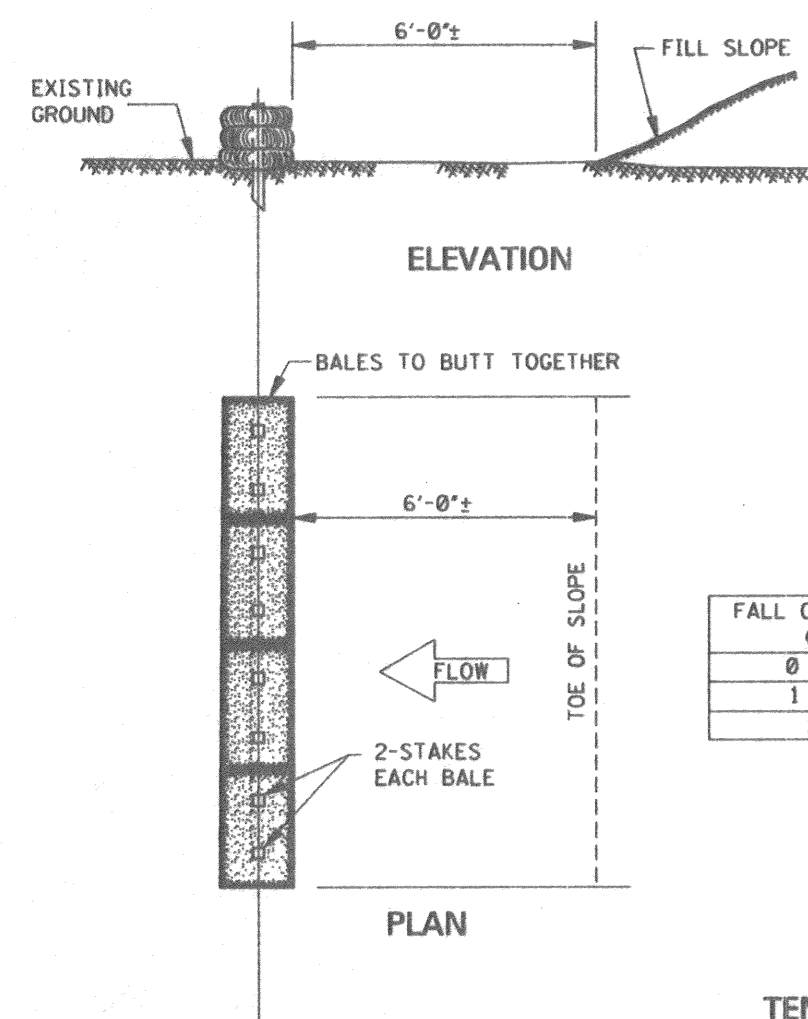 6'-0"±
FILL SLOPE
EXISTING
GROUND
ELEVATION
BALES TO BUTT TOGETHER
6'-0"±
TOE OF SLOPE
FALL
0
1
FLOW
2-STAKES
EACH BALE
PLAN